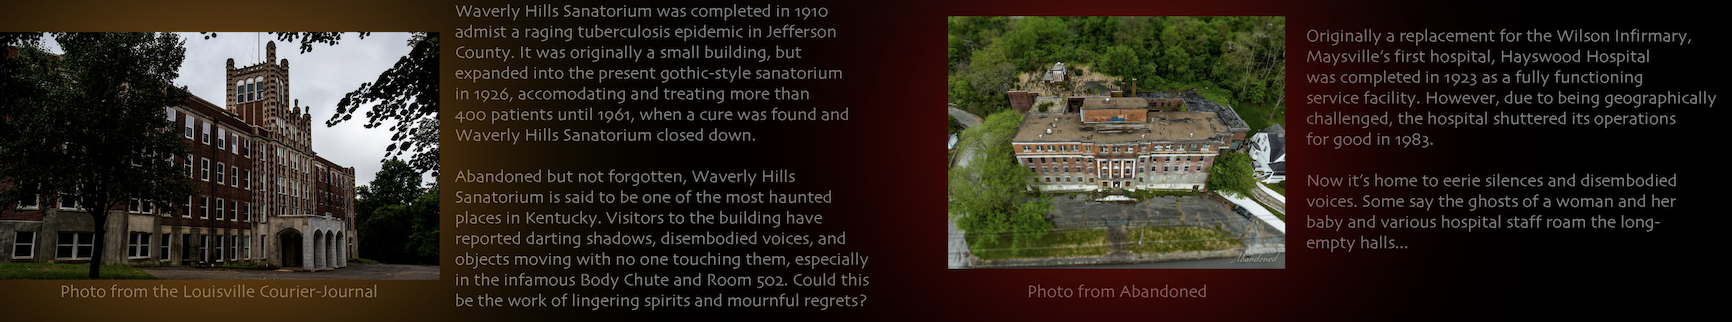 Waverly Hills Sanatorium was completed in 1910
admist a raging tuberculosis epidemic in Jefferson
County. It was originally a small building, but
expanded into the present gothic-style sanatorium
in 1926, accomodating and treating more than
400 patients until 1961, when a cure was found and
Waverly Hills Sanatorium closed down.
Abandoned but not forgotten, Waverly Hills
Sanatorium is said to be one of the most haunted
places in Kentucky. Visitors to the building have
reported darting shadows, disembodied voices, and
objects moving with no one touching them, especially
in the infamous Body Chute and Room 502. Could this
be the work of lingering spirits and mournful regrets?
Photo from the Louisville Courier-Journal
Originally a replacement for the Wilson Infirmary,
Maysville's first hospital, Hayswood Hospital
was completed in 1923 as a fully functioning
service facility. However, due to being geographically
challenged, the hospital shuttered its operations
for good in 1983.
Now it's home to eerie silences and disembodied
voices. Some say the ghosts of a woman and her
baby and various hospital staff roam the long-
empty halls...
Abandoned
Photo from Abandoned